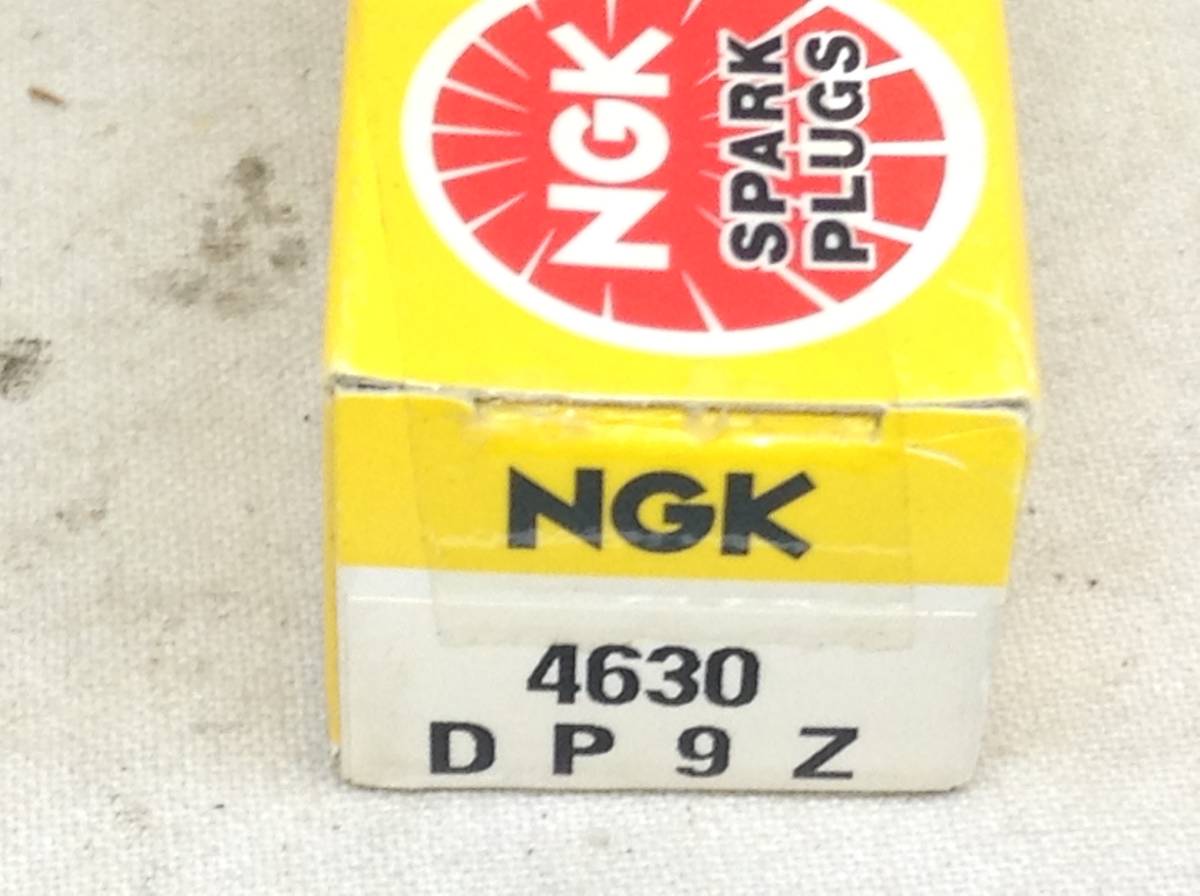 NGK
SPARK
PLUGS
NGK
4630
D P 9 Z